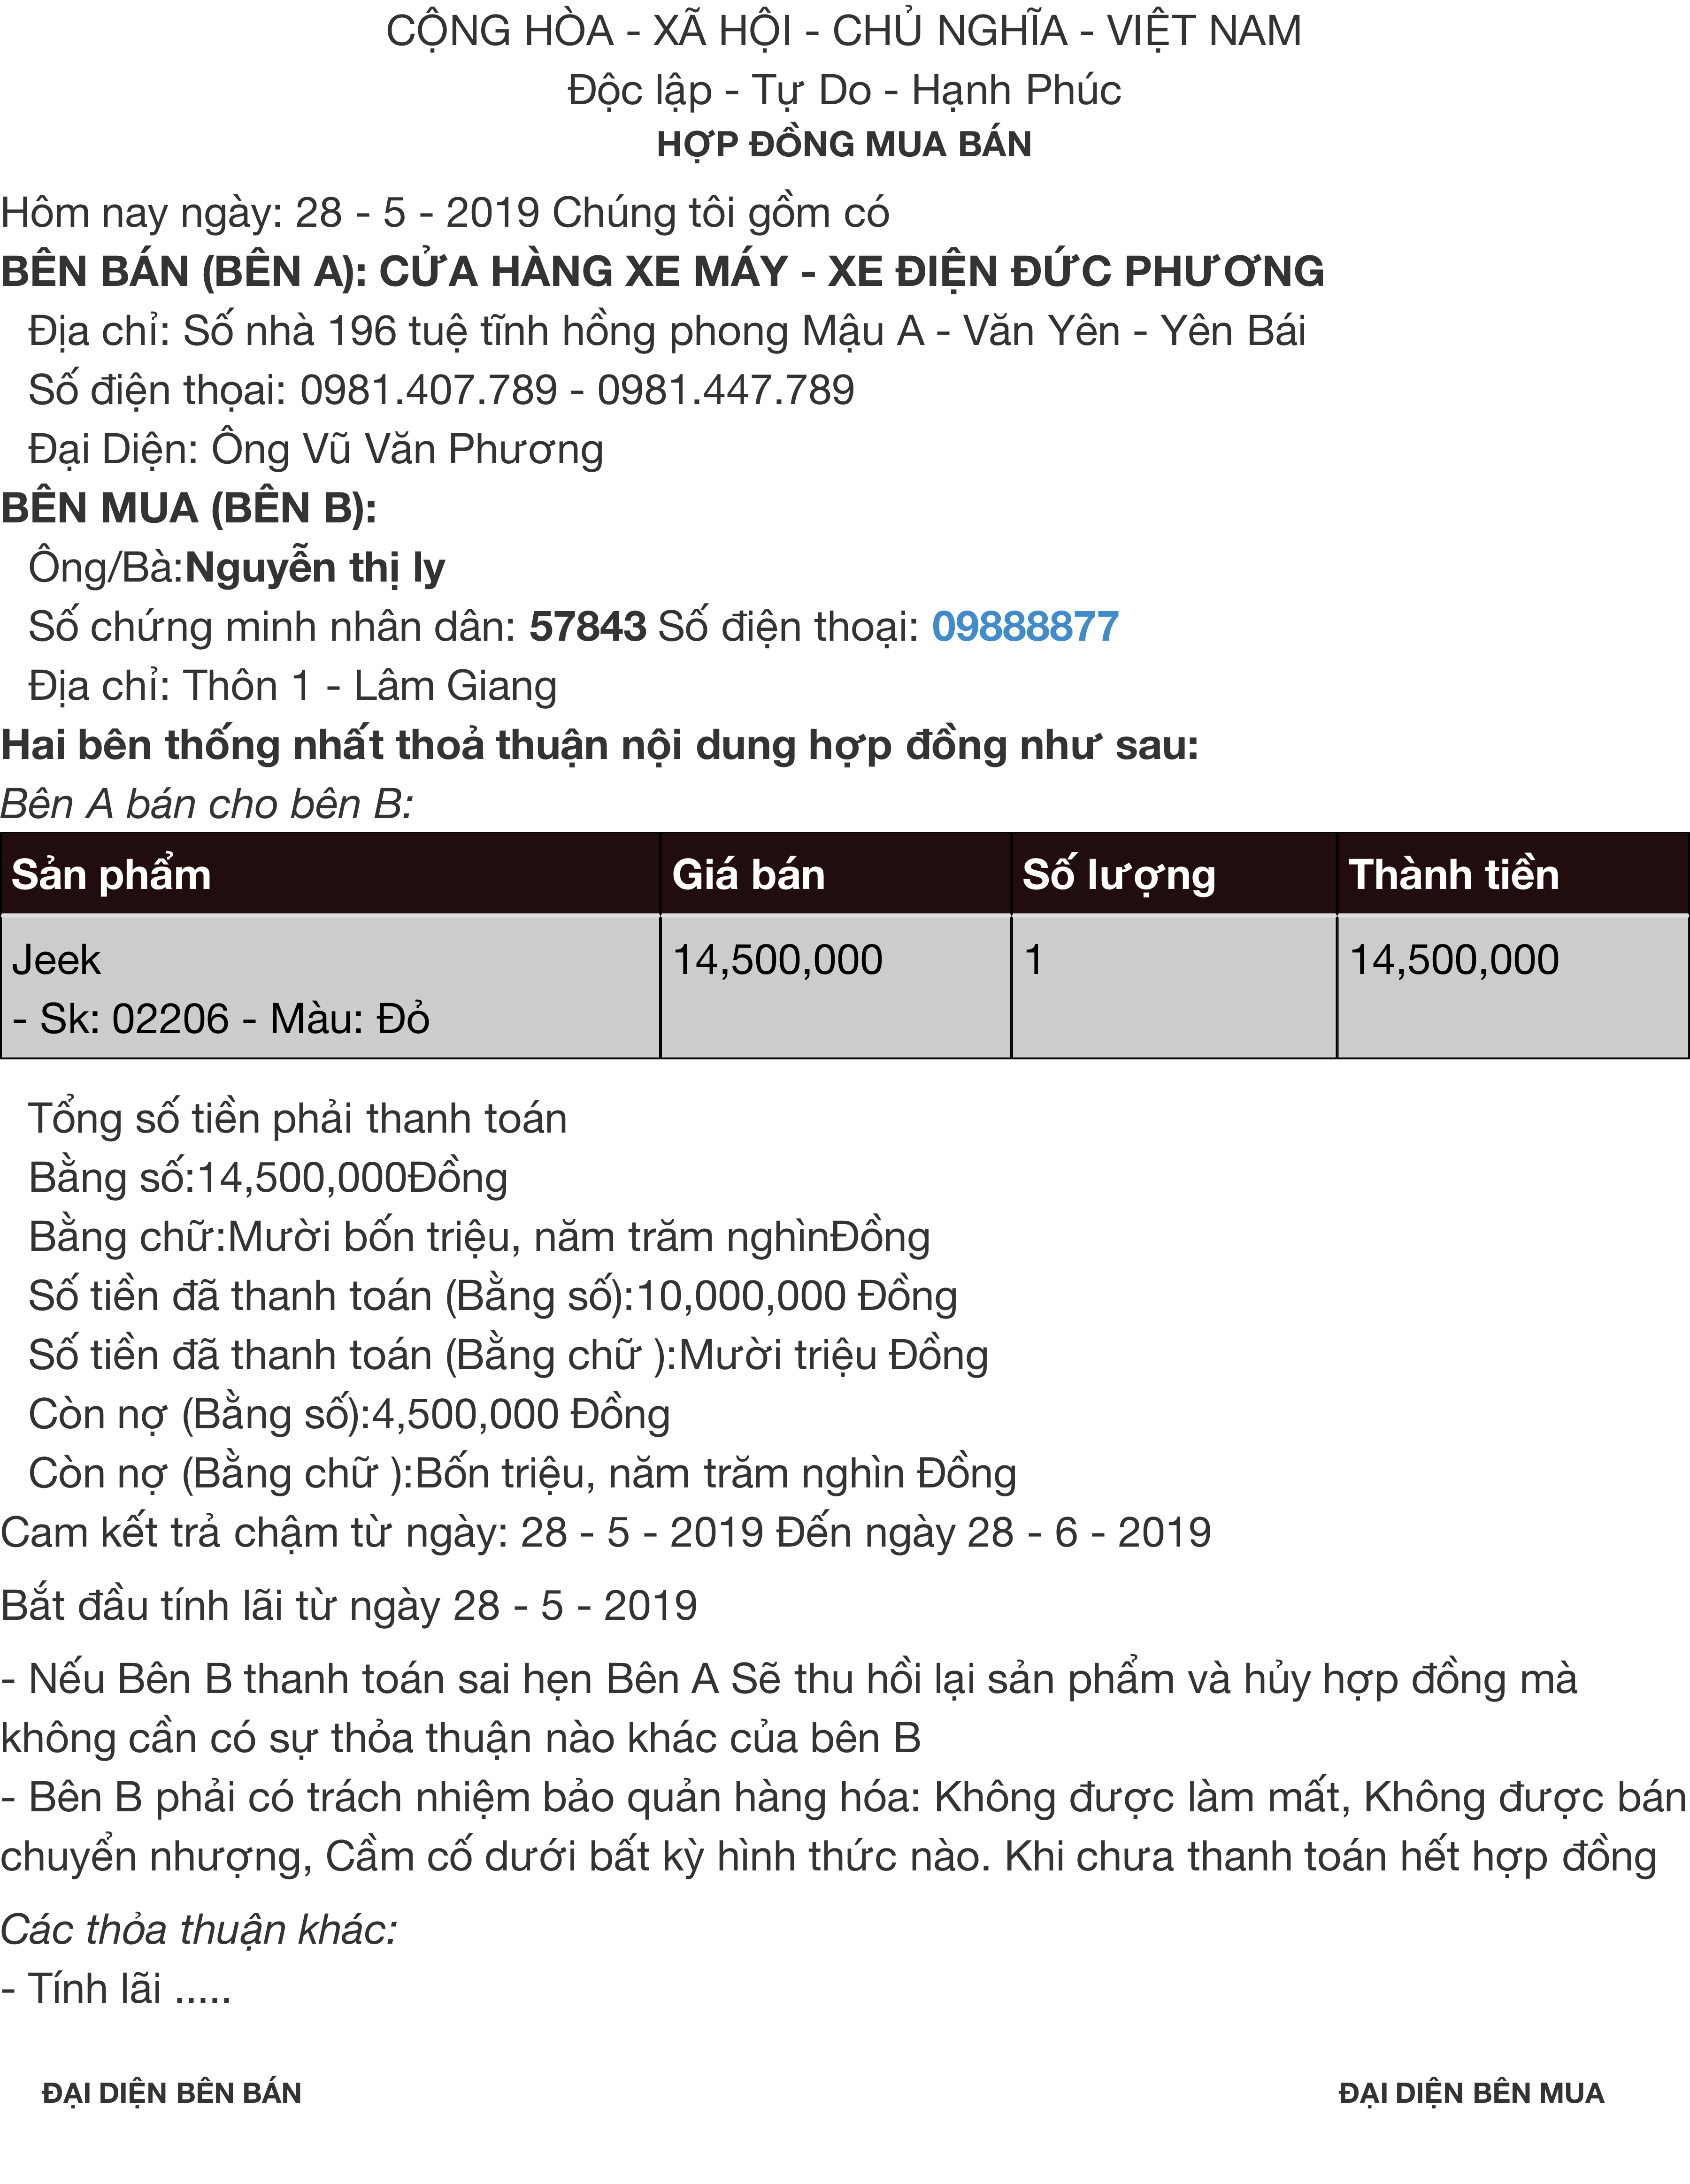 CỘNG HÒA - XÃ HỘI - CHỦ NGHĨA - VIỆT NAM
Độc lập - Tự Do - Hạnh Phúc
HỢP ĐỒNG MUA BÁN
Hôm nay ngày: 28 - 5 - 2019 Chúng tôi gồm có
BÊN BÁN (BÊN A): CỬA HÀNG XE MÁY - XE ĐIỆN ĐỨC PHƯƠNG
Địa chỉ: Số nhà 196 tuệ tĩnh hồng phong Mậu A - Văn Yên - Yên Bái
Số điện thọai: 0981.407.789 - 0981.447.789
Đại Diện: Ông Vũ Văn Phương
BÊN MUA (BÊN B):
Ông/Bà:Nguyễn thị ly
Số chứng minh nhân dân: 57843 Số điện thoại: 09888877
Địa chỉ: Thôn 1 - Lâm Giang
Hai bên thống nhất thoả thuận nội dung hợp đồng như sau:
Bên A bán cho bên B:
Sản phẩm Giá bán Số lượng Thành tiền
Jeek 14,500,000 1 14,500,000
- Sk: 02206 - Màu: Đỏ
Tổng số tiền phải thanh toán
Bằng số:14,500,000Đồng
Bằng chữ:Mười bốn triệu, năm trăm nghìnĐồng
Số tiền đã thanh toán (Bằng số):10,000,000 Đồng
Số tiền đã thanh toán (Bằng chữ ):Mười triệu Đồng
Còn nợ (Bằng số):4,500,000 Đồng
Còn nợ (Bằng chữ ):Bốn triệu, năm trăm nghìn Đồng
Cam kết trả chậm từ ngày: 28 - 5 - 2019 Đến ngày 28 - 6 - 2019
Bắt đầu tính lãi từ ngày 28 - 5 - 2019
- Nếu Bên B thanh toán sai hẹn Bên A Sẽ thu hồi lại sản phẩm và hủy hợp đồng mà
không cần có sự thỏa thuận nào khác của bên B
- Bên B phải có trách nhiệm bảo quản hàng hóa: Không được làm mất, Không được bán
chuyển nhượng, Cầm cố dưới bất kỳ hình thức nào. Khi chưa thanh toán hết hợp đồng
Các thỏa thuận khác:
- Tính lãi .....
ĐẠI DIỆN BÊN BÁN ĐẠI DIỆN BÊN MUA